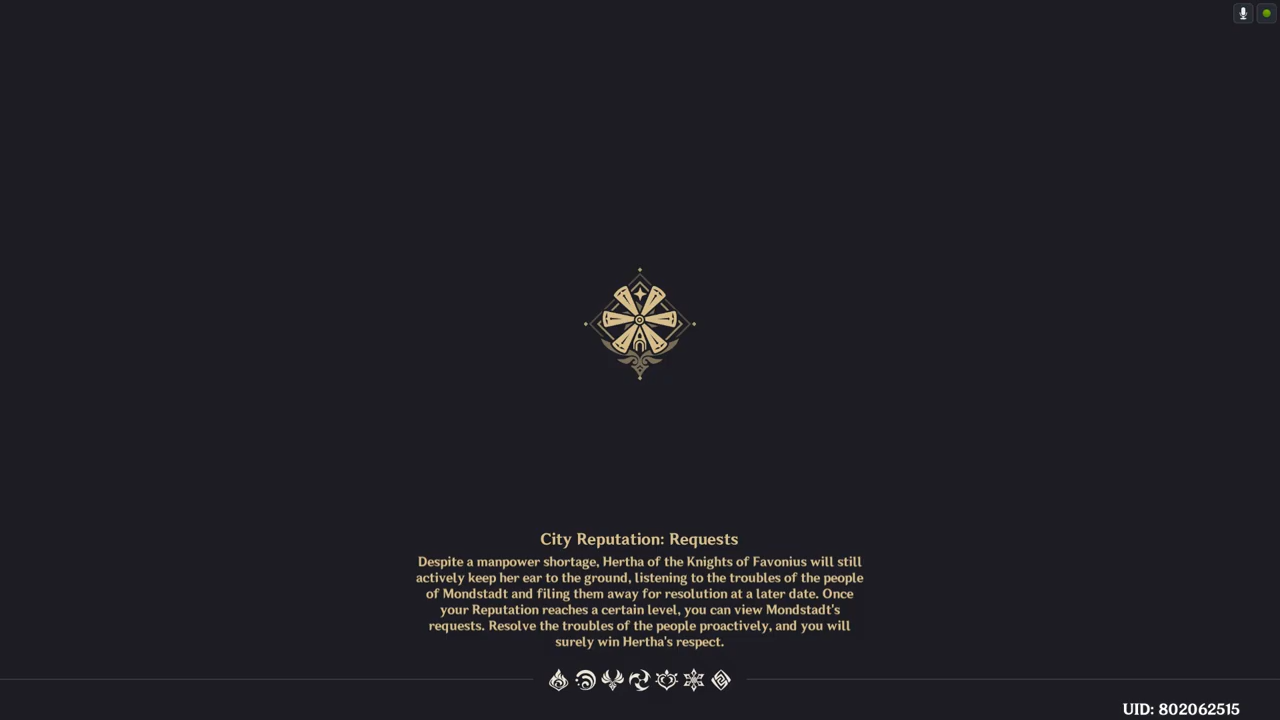 City Reputation: Requests
Despite a manpower shortage, Hertha of the Knights of Favonius will still
actively keep her ear to the ground, listening to the troubles of the people
of Mondstadt and filing them away for resolution at a later date. Once
your Reputation reaches a certain level, you can view Mondstadt's
requests. Resolve the troubles of the people proactively, and you will
surely win Hertha's respect.
UID: 802062515